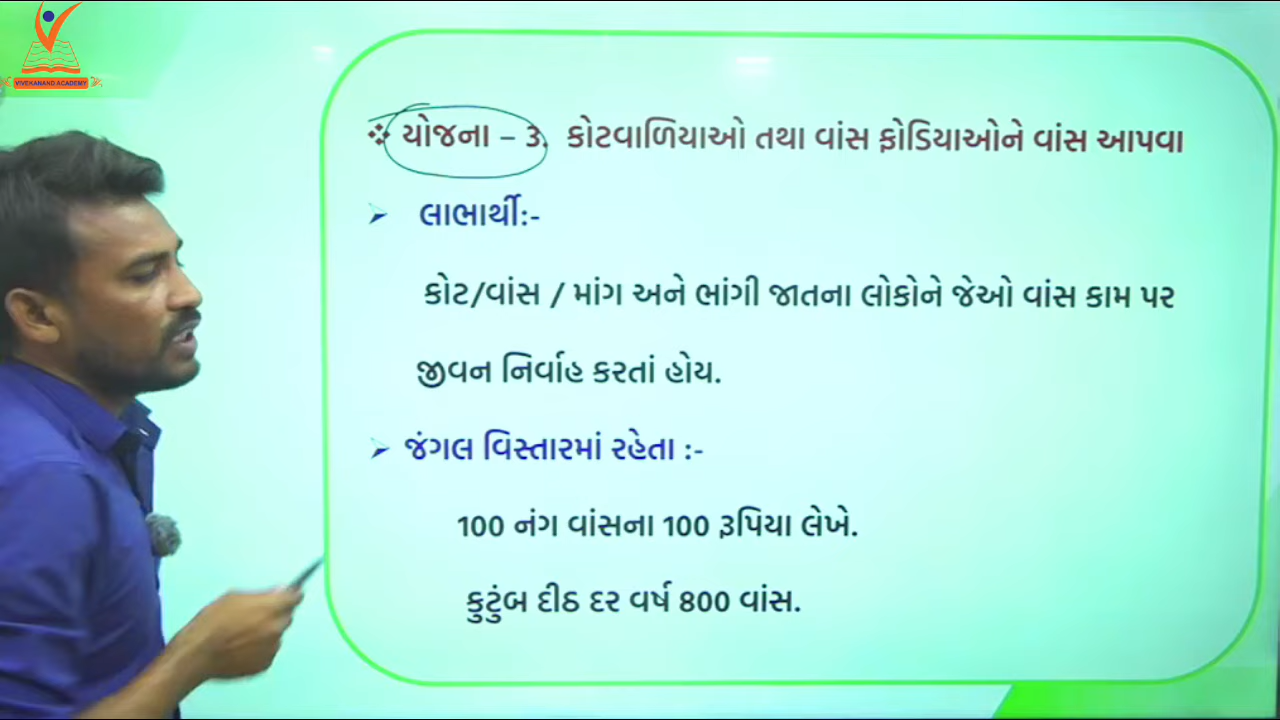 VIVEKANAND ACADEMY
❖ યોજના – 3. કોટવાળિયાઓ તથા વાંસ ફોડિયાઓને વાંસ આપવા
➢ લાભાર્થી:-
કોટ/વાંસ / માંગ અને ભાંગી જાતના લોકોને જેઓ વાંસ કામ પર
જીવન નિર્વાહ કરતાં હોય.
➢ જંગલ વિસ્તારમાં રહેતા :-
100 નંગ વાંસના 100 રૂપિયા લેખે.
કુટુંબ દીઠ દર વર્ષ 800 વાંસ.